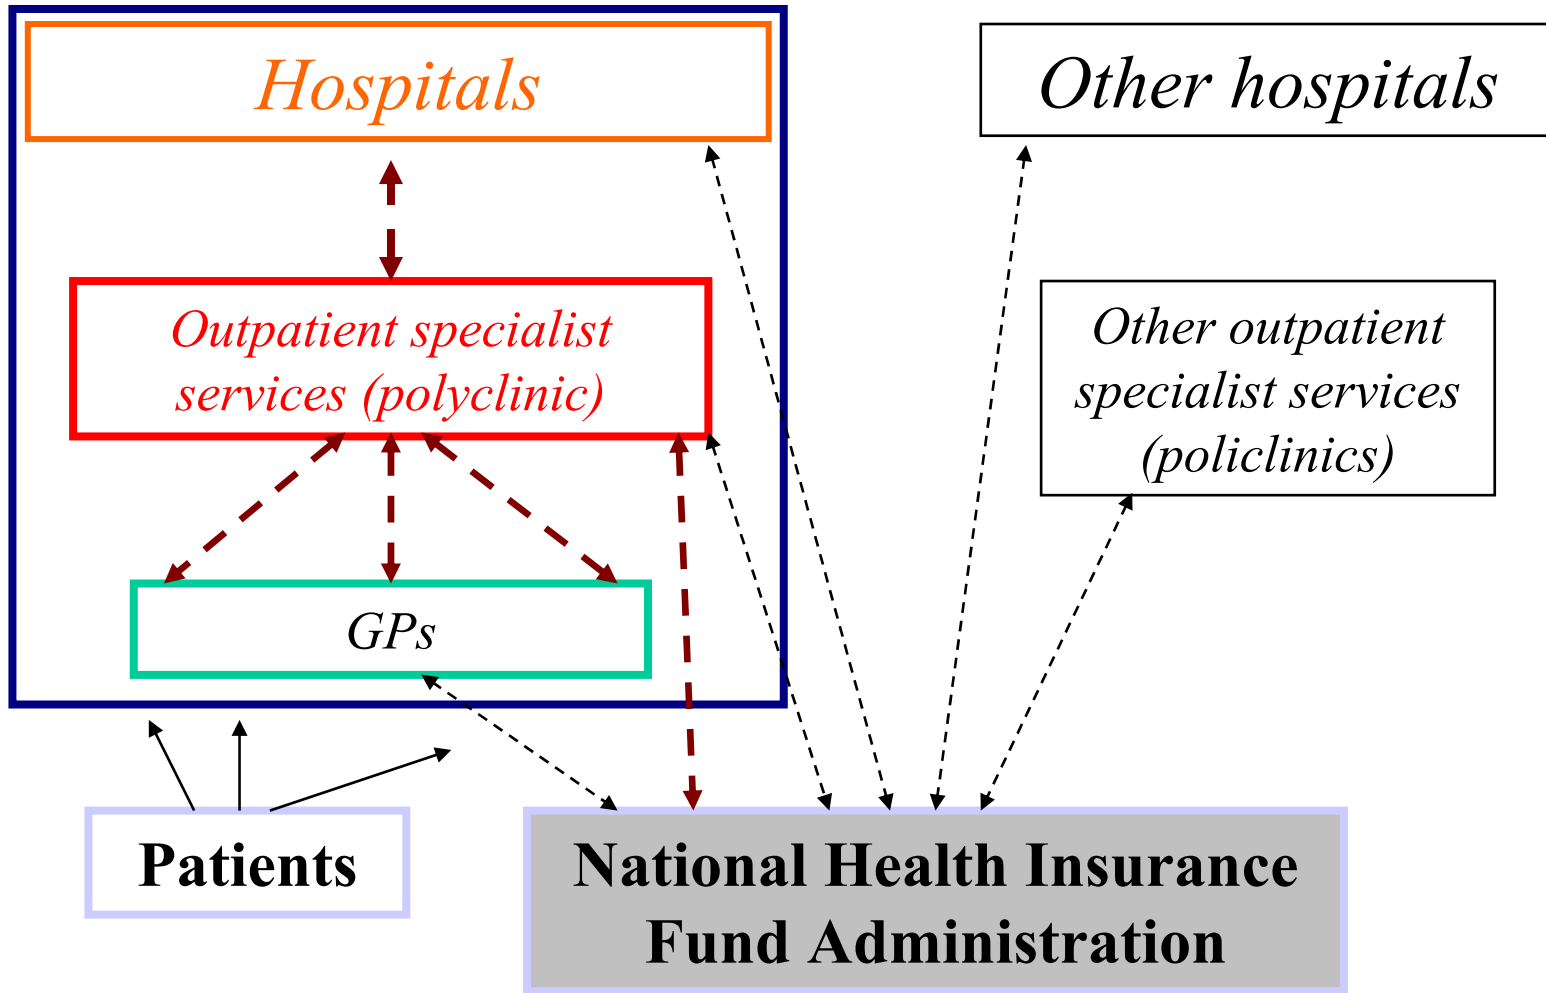 Hospitals
Other hospitals
Outpatient specialist
services (polyclinic)
Other outpatient
specialist services
(policlinics)
GPs
Patients
National Health Insurance
Fund Administration